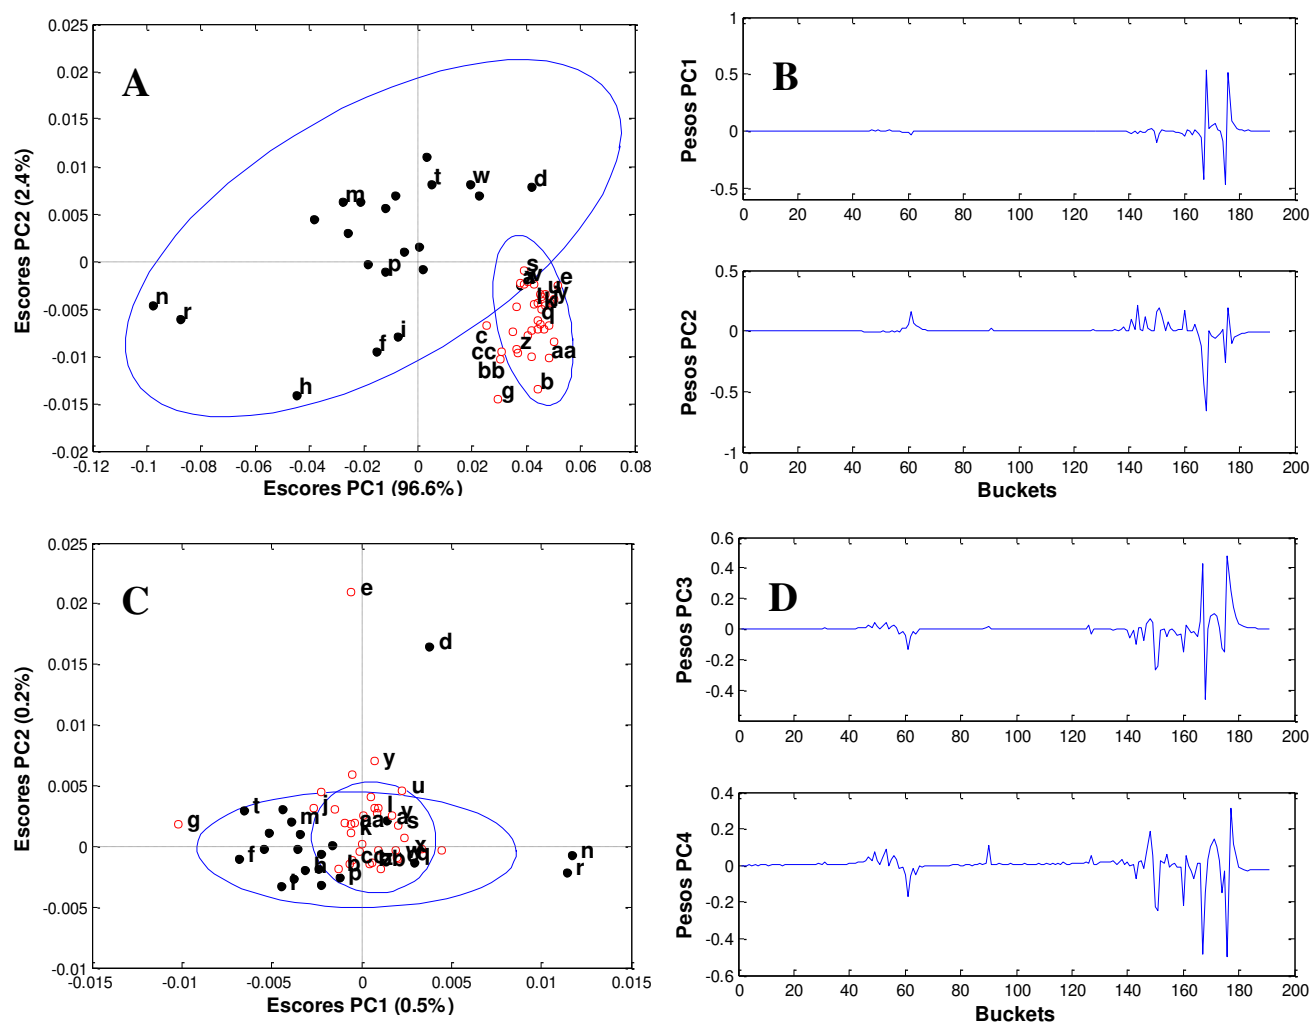 A
Escores PC2 (2.4%)
0.025
0.02
0.015
0.01
0.005
0
-0.005
-0.01
-0.015
-0.02
t
w
d
m
p
n
r
f
i
h
s
a
v
e
u
y
l
k
q
c
z
cc
aa
bb
b
g
-0.12 -0.1 -0.08 -0.06 -0.04 -0.02 0 0.02 0.04 0.06 0.08
Escores PC1 (96.6%)
B
Pesos PC1
1
0.5
0
-0.5
0 20 40 60 80 100 120 140 160 180 200
Pesos PC2
0.5
0
-0.5
-1
0 20 40 60 80 100 120 140 160 180 200
Buckets
C
Escores PC2 (0.2%)
0.025
0.02
0.015
0.01
0.005
0
-0.005
-0.01
e
d
y
u
g
t
j
l
m
aa
a
v
s
k
x
f
cc
w
q
n
h
b
p
r
r
-0.015 -0.01 -0.005 0 0.005 0.01 0.015
Escores PC1 (0.5%)
D
Pesos PC3
0.6
0.4
0.2
0
-0.2
-0.4
0 20 40 60 80 100 120 140 160 180 200
Pesos PC4
0.4
0.2
0
-0.2
-0.4
-0.6
0 20 40 60 80 100 120 140 160 180 200
Buckets